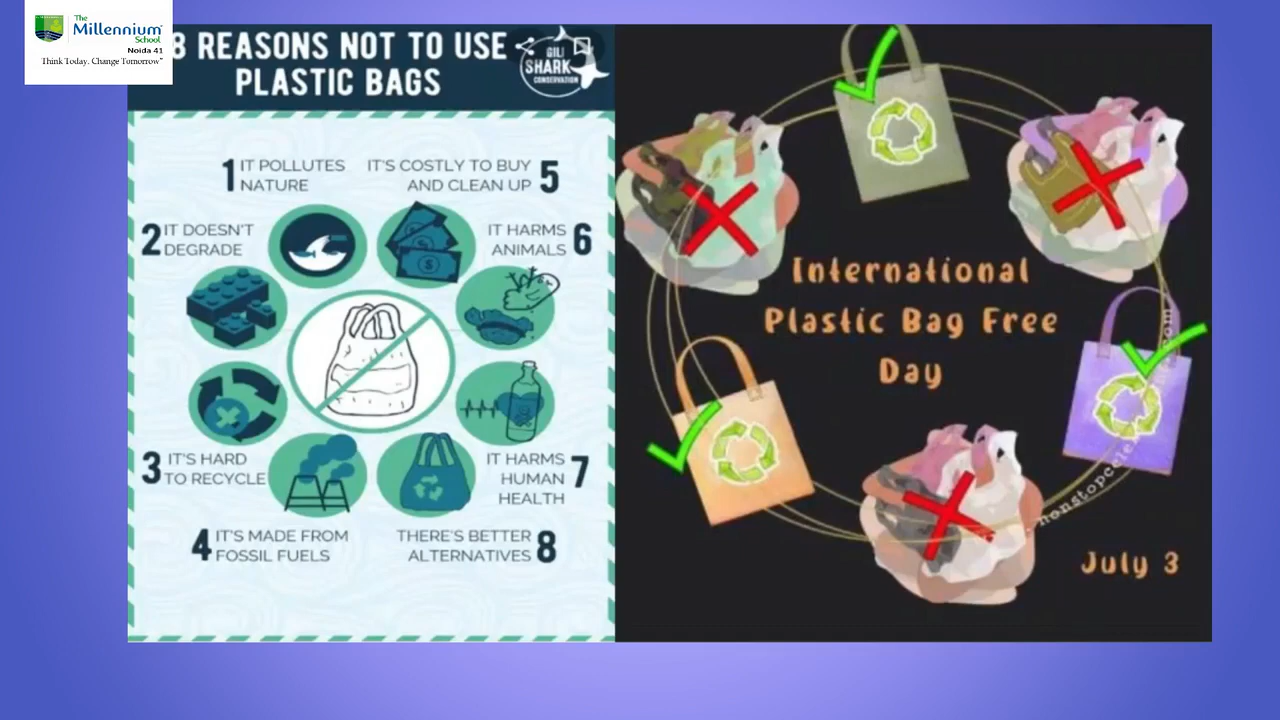 The
Millennium
School
Noida 41
"Think Today. Change Tomorrow"
8 REASONS NOT TO USE
PLASTIC BAGS
GILI
SHARK
CONSERVATION
1 IT POLLUTES
NATURE
2 IT DOESN'T
DEGRADE
3 IT'S HARD
TO RECYCLE
4 IT'S MADE FROM
FOSSIL FUELS
IT'S COSTLY TO BUY
AND CLEAN UP 5
IT HARMS
ANIMALS 6
IT HARMS
HUMAN
HEALTH 7
THERE'S BETTER
ALTERNATIVES 8
International
Plastic Bag Free
Day
July 3